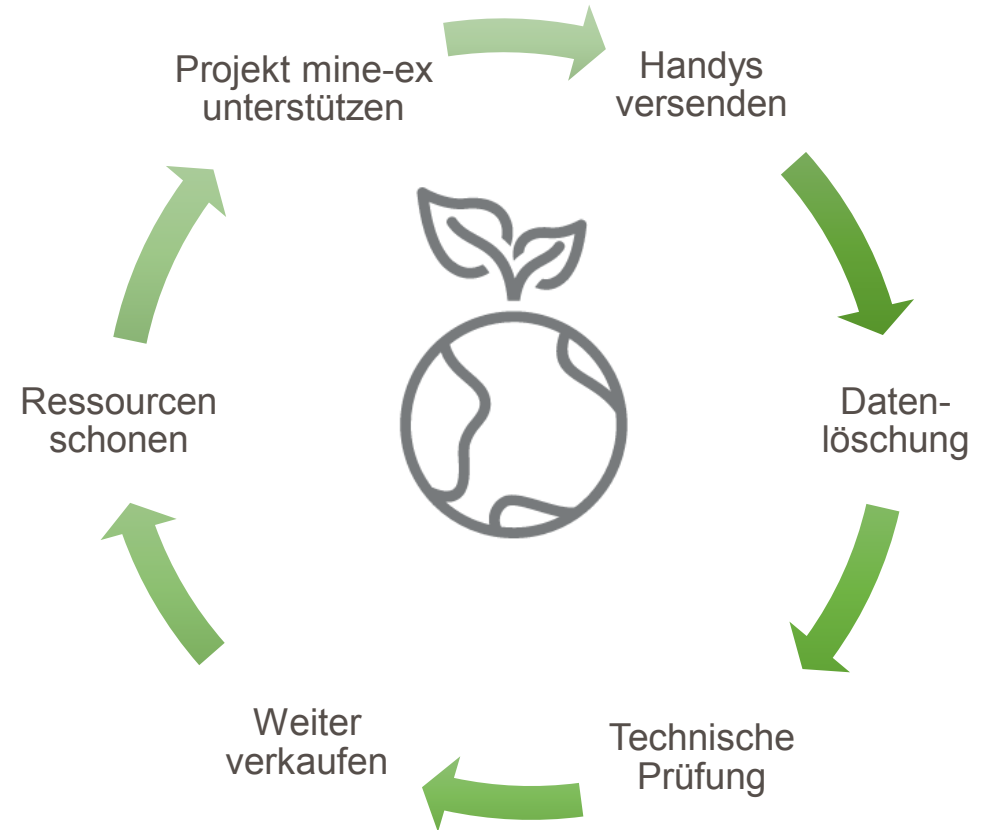 Projekt mine-ex
unterstützen
Handys
versenden
Daten-
löschung
Technische
Prüfung
Weiter
verkaufen
Ressourcen
schonen